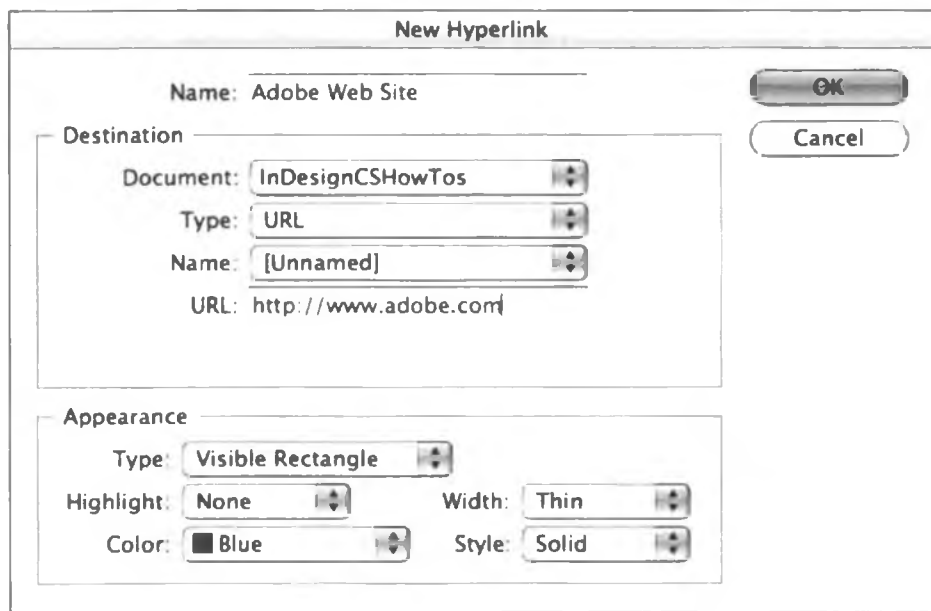 New Hyperlink
Name: Adobe Web Site
OK
Cancel
Destination
Document: InDesignCSHowTos
Type: URL
Name: [Unnamed]
URL: http://www.adobe.com
Appearance
Type: Visible Rectangle
Highlight: None
Width: Thin
Color: Blue
Style: Solid